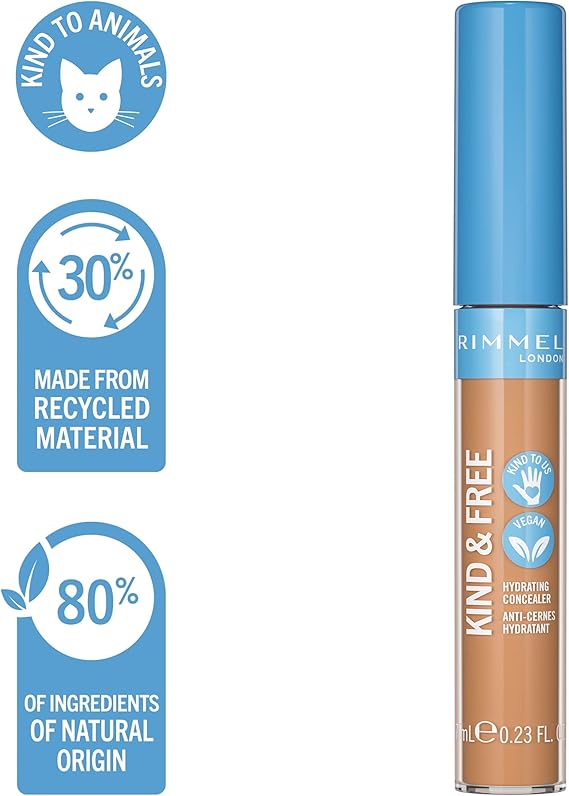 KIND TO ANIMALS
30%
MADE FROM
RECYCLED
MATERIAL
80%
OF INGREDIENTS
OF NATURAL
ORIGIN
RIMMEL
LONDON
KIND & FREE
KIND TO US
VEGAN
HYDRATING
CONCEALER
ANTI-CERNES
HYDRATANT
7mLe0.23 FL.